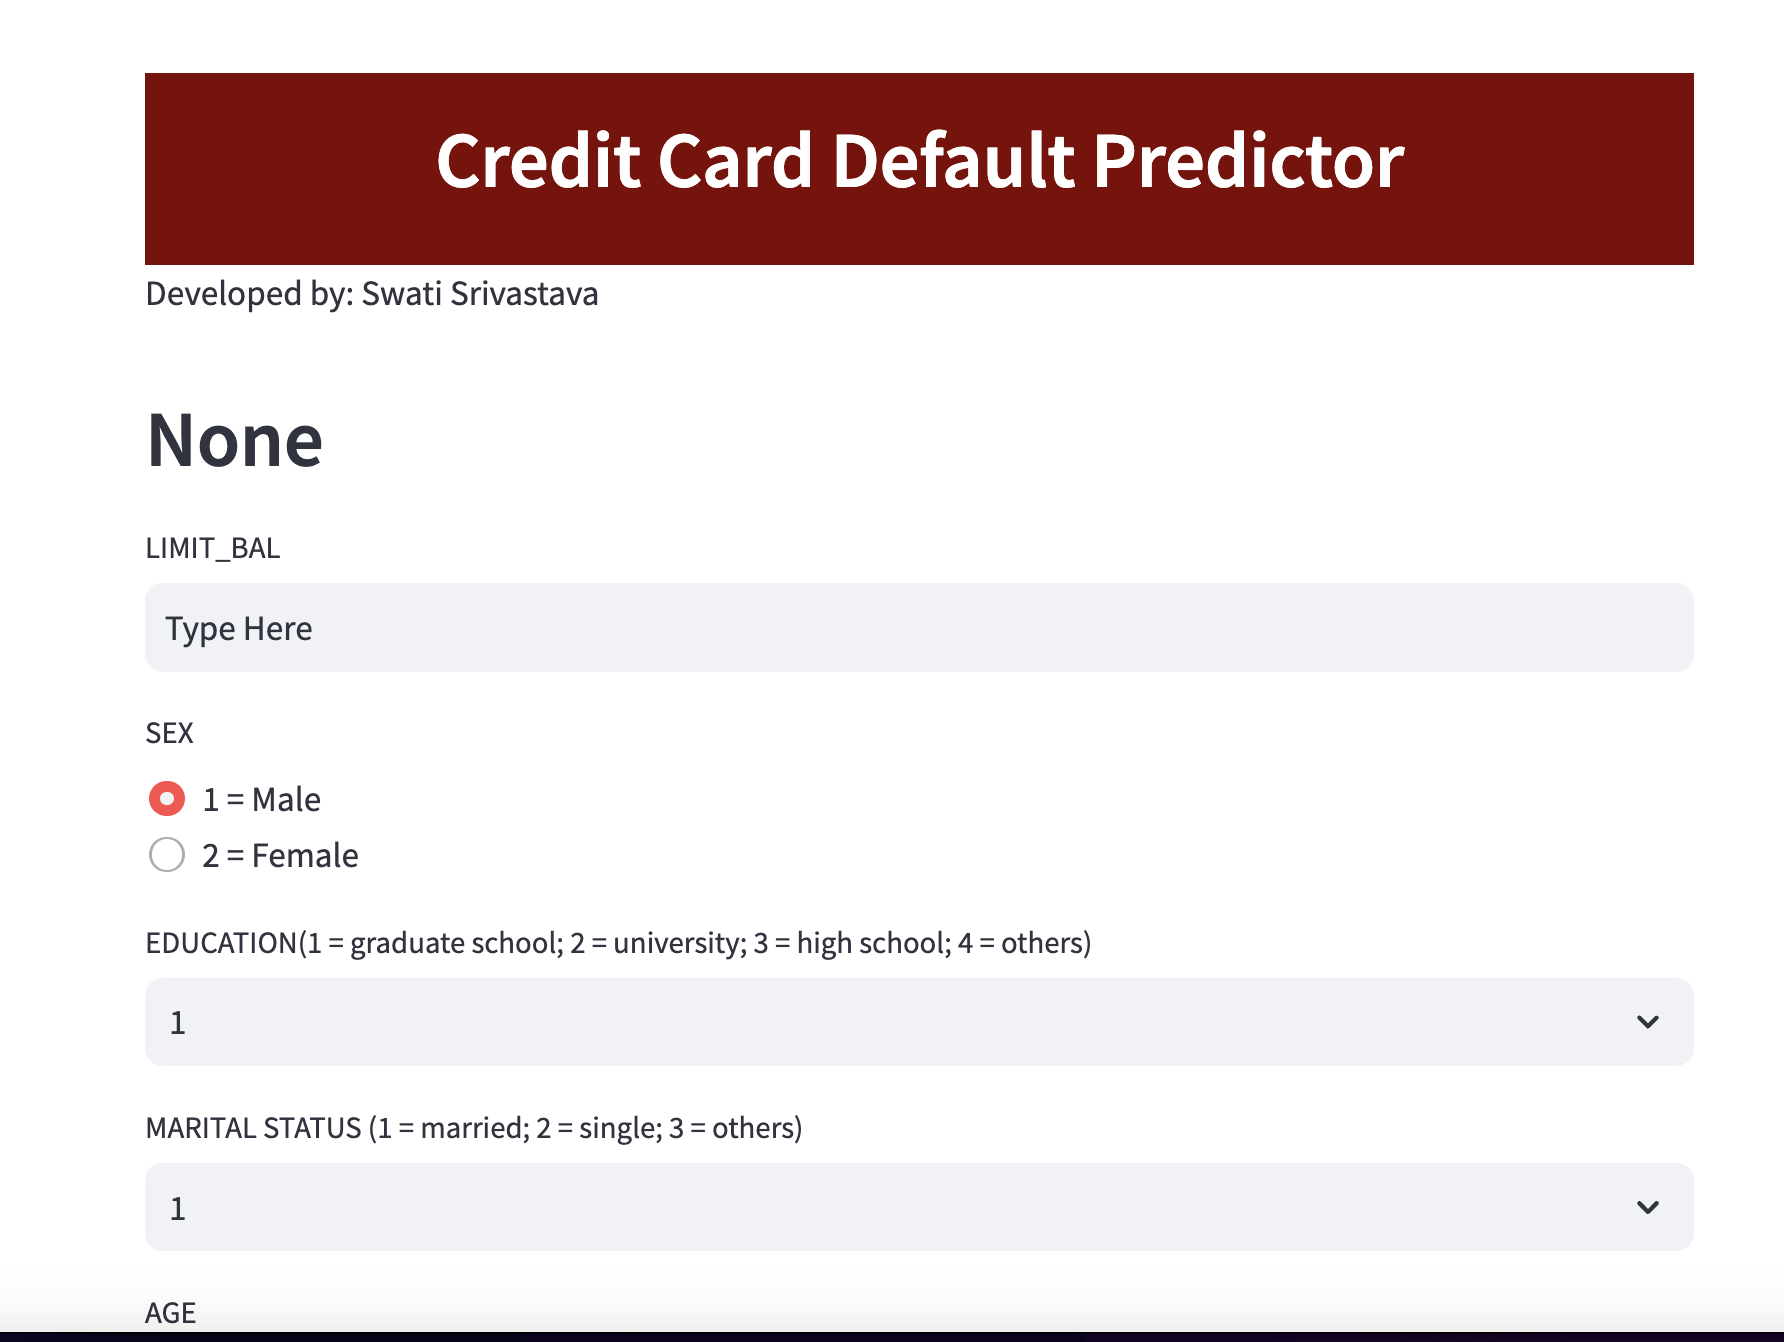 Credit Card Default Predictor
Developed by: Swati Srivastava
None
LIMIT_BAL
Type Here
SEX
1 = Male
2 = Female
EDUCATION(1 = graduate school; 2 = university; 3 = high school; 4 = others)
1
MARITAL STATUS (1 = married; 2 = single; 3 = others)
1
AGE